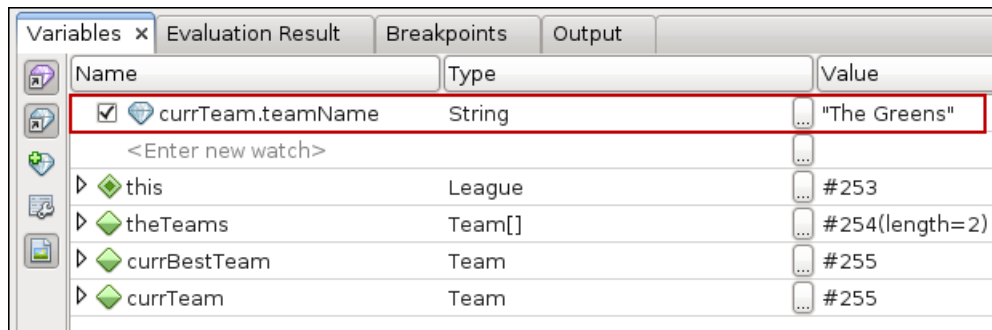 Variables x Evaluation Result Breakpoints Output
Name Type Value
currTeam.teamName String ... "The Greens"
<Enter new watch> ...
this League ... #253
theTeams Team[] ... #254(length=2)
currBestTeam Team ... #255
currTeam Team ... #255